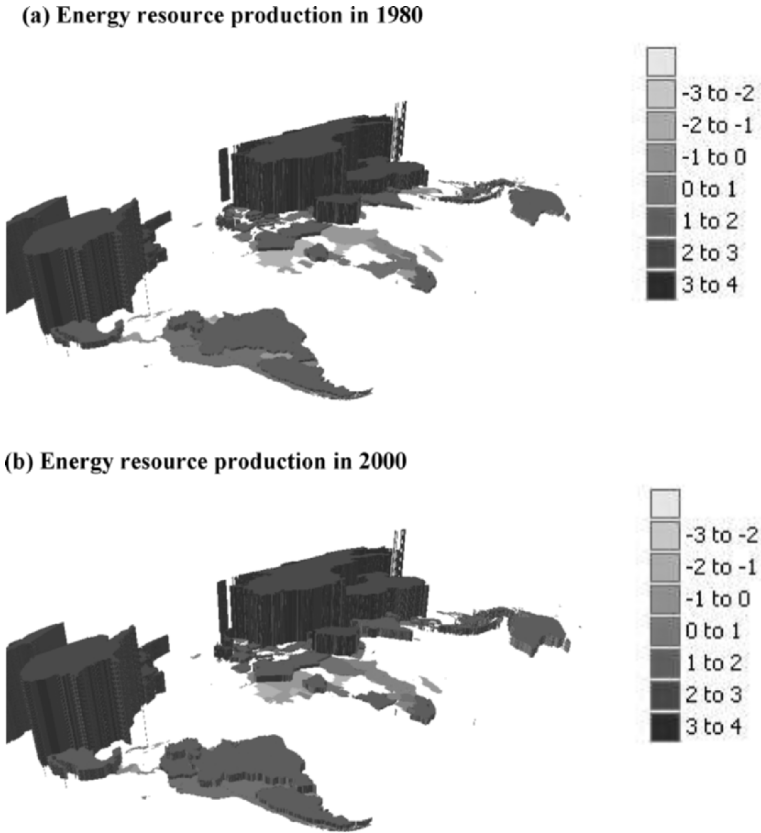 (a) Energy resource production in 1980
-3 to -2
-2 to -1
-1 to 0
0 to 1
1 to 2
2 to 3
3 to 4
(b) Energy resource production in 2000
-3 to -2
-2 to -1
-1 to 0
0 to 1
1 to 2
2 to 3
3 to 4